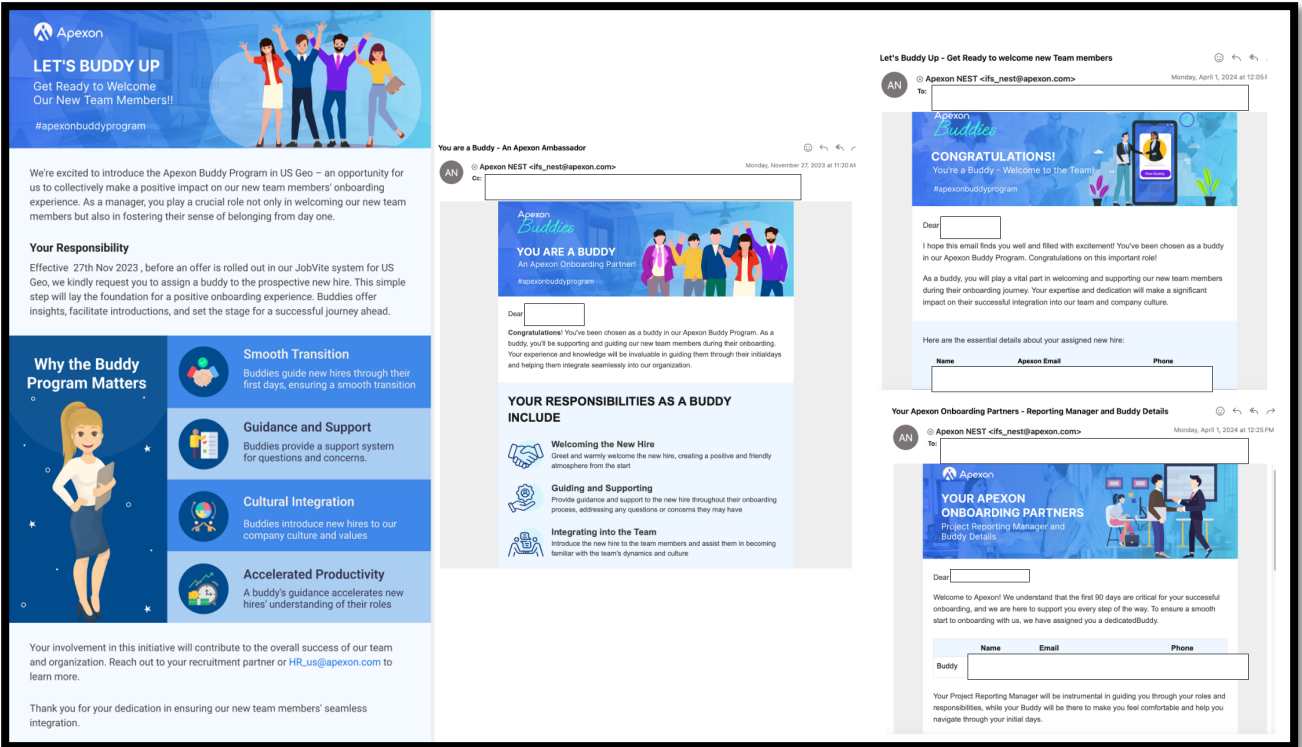 Apexon
LET'S BUDDY UP
Get Ready to Welcome
Our New Team Members!!
#apexonbuddyprogram
We're excited to introduce the Apexon Buddy Program in US Geo – an opportunity for
us to collectively make a positive impact on our new team members' onboarding
experience. As a manager, you play a crucial role not only in welcoming our new team
members but also in fostering their sense of belonging from day one.
Your Responsibility
Effective 27th Nov 2023 , before an offer is rolled out in our JobVite system for US
Geo, we kindly request you to assign a buddy to the prospective new hire. This simple
step will lay the foundation for a positive onboarding experience. Buddies offer
insights, facilitate introductions, and set the stage for a successful journey ahead.
Why the Buddy
Program Matters
Smooth Transition
Buddies guide new hires through their
first days, ensuring a smooth transition
Guidance and Support
Buddies provide a support system
for questions and concerns.
Cultural Integration
Buddies introduce new hires to our
company culture and values
Accelerated Productivity
A buddy's guidance accelerates new
hires' understanding of their roles
Your involvement in this initiative will contribute to the overall success of our team
and organization. Reach out to your recruitment partner or HR_us@apexon.com to
learn more.
Thank you for your dedication in ensuring our new team members' seamless
integration.
You are a Buddy - An Apexon Ambassador
AN
Apexon NEST <ifs_nest@apexon.com>
Monday, November 27, 2023 at 11:20 AM
Cc:
Apexon
Buddies
YOU ARE A BUDDY
An Apexon Onboarding Partner!
#apexonbuddyprogram
Dear
Congratulations! You've been chosen as a buddy in our Apexon Buddy Program. As a
buddy, you'll be supporting and guiding our new team members during their onboarding.
Your experience and knowledge will be invaluable in guiding them through their initialdays
and helping them integrate seamlessly into our organization.
YOUR RESPONSIBILITIES AS A BUDDY
INCLUDE
Welcoming the New Hire
Greet and warmly welcome the new hire, creating a positive and friendly
atmosphere from the start
Guiding and Supporting
Provide guidance and support to the new hire throughout their onboarding
process, addressing any questions or concerns they may have
Integrating into the Team
Introduce the new hire to the team members and assist them in becoming
familiar with the team's dynamics and culture
Let's Buddy Up - Get Ready to welcome new Team members
AN
Apexon NEST <ifs_nest@apexon.com>
Monday, April 1, 2024 at 12:05
To:
Apexon
Buddies
CONGRATULATIONS!
You're a Buddy - Welcome to the Team!
#apexonbuddyprogram
Dear
I hope this email finds you well and filled with excitement! You've been chosen as a buddy
in our Apexon Buddy Program. Congratulations on this important role!
As a buddy, you will play a vital part in welcoming and supporting our new team members
during their onboarding journey. Your expertise and dedication will make a significant
impact on their successful integration into our team and company culture.
Here are the essential details about your assigned new hire:
Name Apexon Email Phone
Your Apexon Onboarding Partners - Reporting Manager and Buddy Details
AN
Apexon NEST <ifs_nest@apexon.com>
Monday, April 1, 2024 at 12:25 PM
To:
Apexon
YOUR APEXON
ONBOARDING PARTNERS
Project Reporting Manager and
Buddy Details
Dear
Welcome to Apexon! We understand that the first 90 days are critical for your successful
onboarding, and we are here to support you every step of the way. To ensure a smooth
start to onboarding with us, we have assigned you a dedicatedBuddy.
Name Email Phone
Buddy
Your Project Reporting Manager will be instrumental in guiding you through your roles and
responsibilities, while your Buddy will be there to make you feel comfortable and help you
navigate through your initial days.